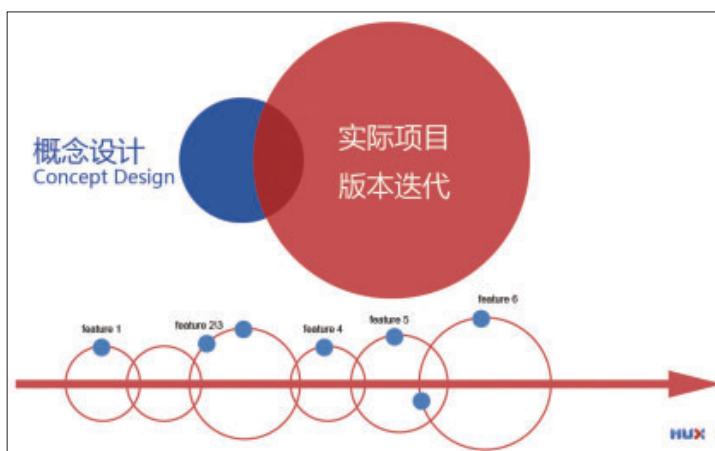 概念设计
Concept Design
实际项目
版本迭代
feature 1
feature 2\3
feature 4
feature 5
feature 6
HUX